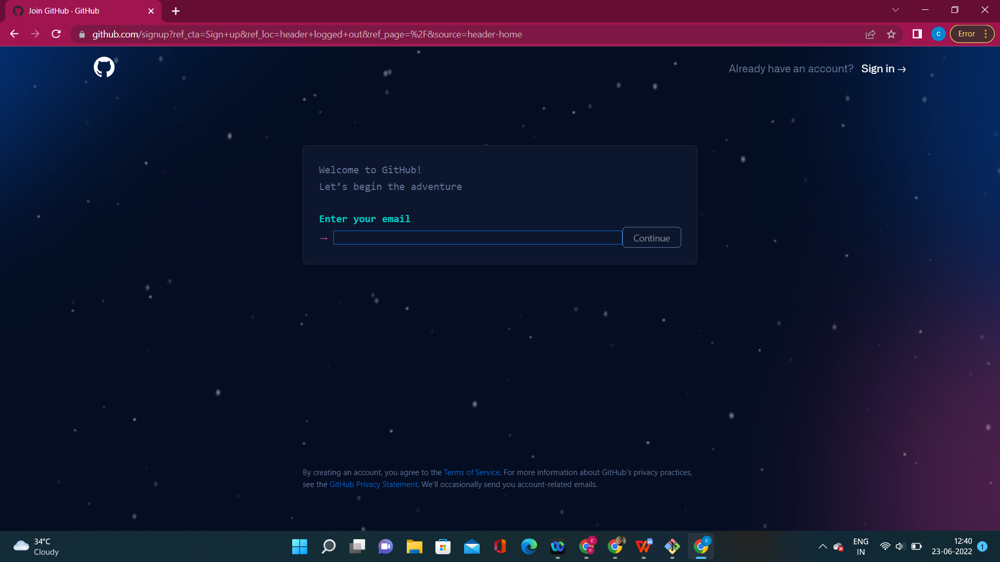 Join GitHub · GitHub
github.com/signup?ref_cta=Sign+up&ref_loc=header+logged+out&ref_page=%2F&source=header-home
C
Error
Already have an account? Sign in →
Welcome to GitHub!
Let’s begin the adventure
Enter your email
→
Continue
By creating an account, you agree to the Terms of Service. For more information about GitHub's privacy practices,
see the GitHub Privacy Statement. We'll occasionally send you account-related emails.
34°C
Cloudy
ENG
IN
12:40
23-06-2022
1